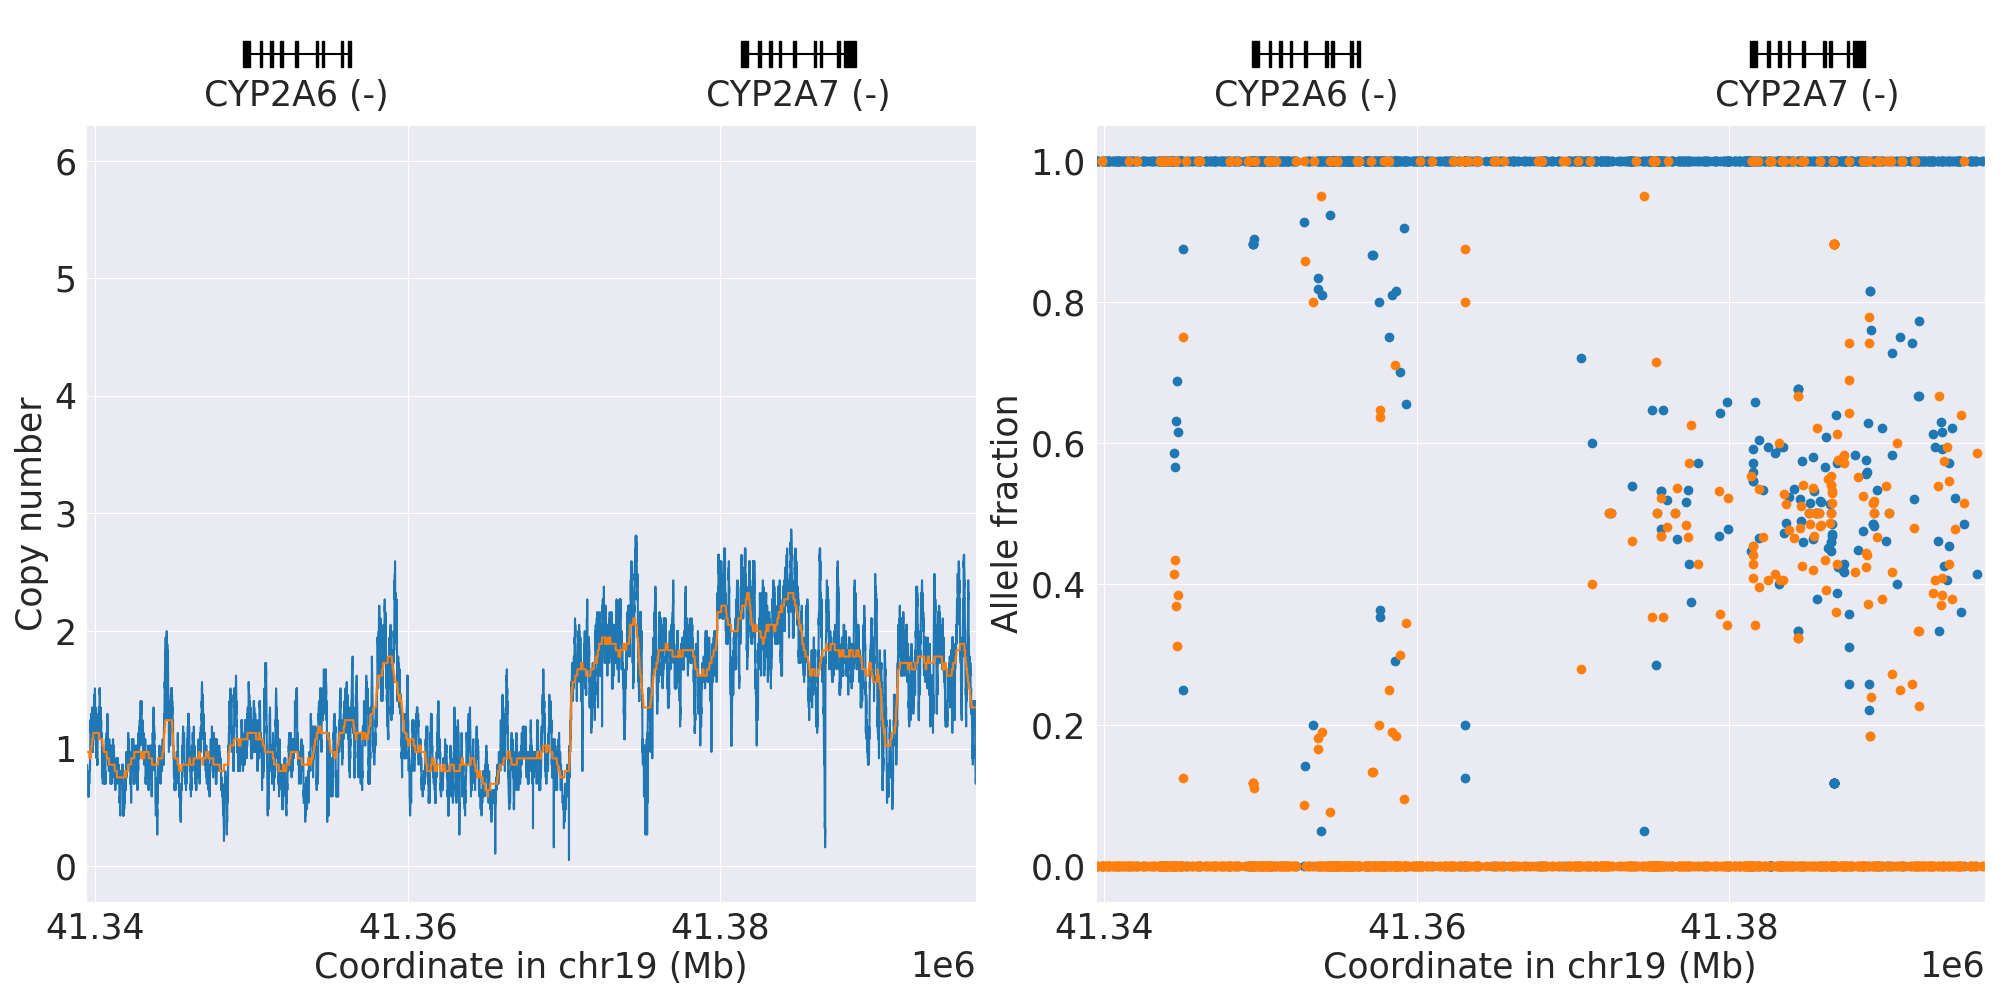 CYP2A6 (-)
CYP2A7 (-)
6
5
4
3
2
1
0
Copy number
41.34
41.36
41.38
Coordinate in chr19 (Mb)
1e6
CYP2A6 (-)
CYP2A7 (-)
1.0
0.8
0.6
0.4
0.2
0.0
Allele fraction
41.34
41.36
41.38
Coordinate in chr19 (Mb)
1e6